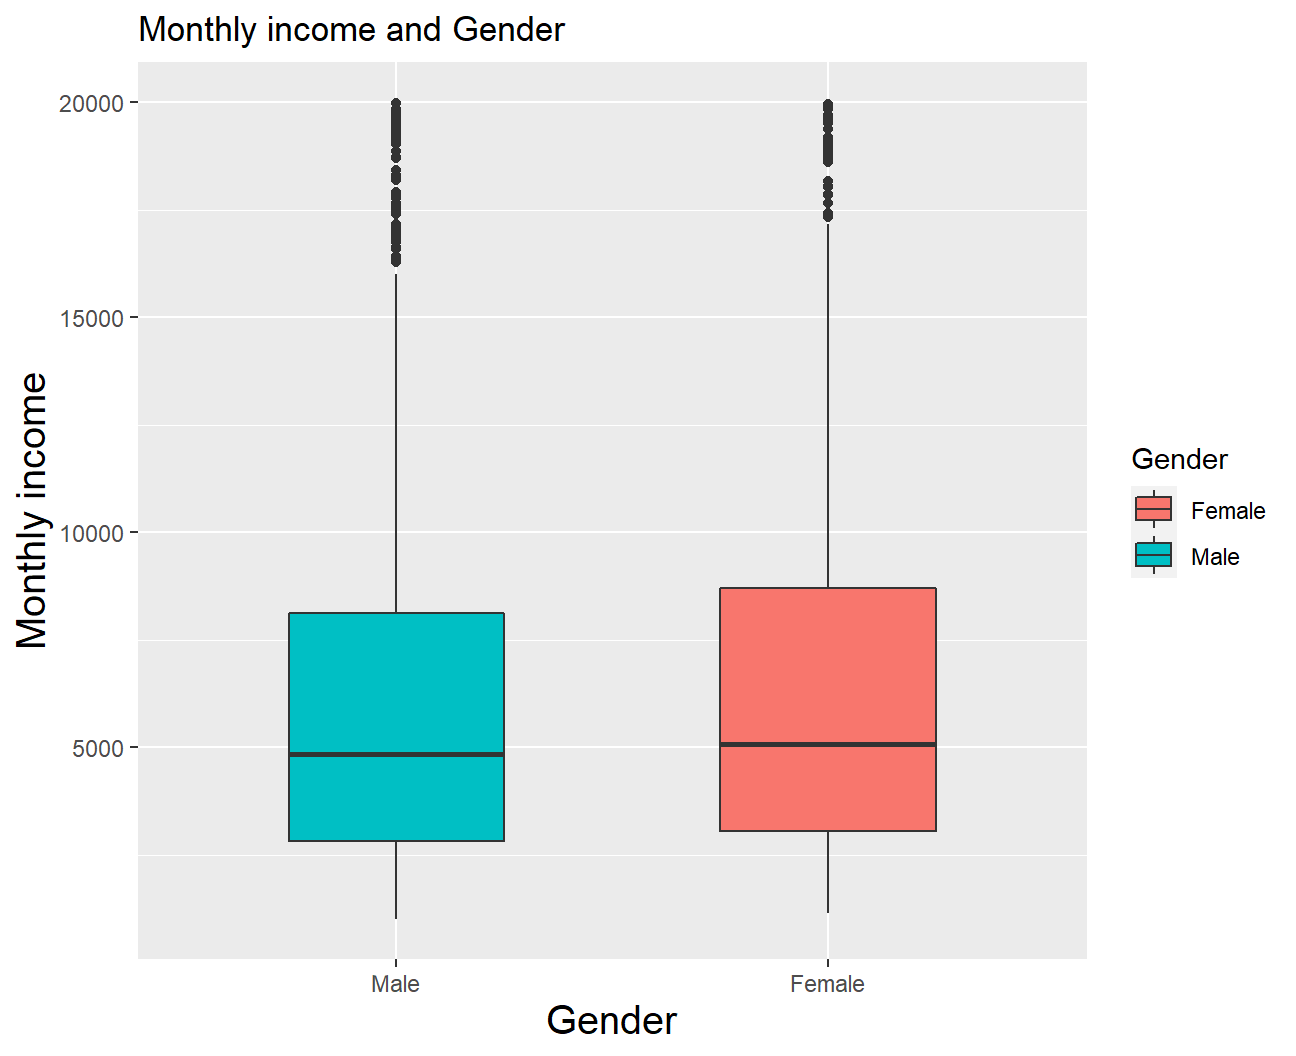 Monthly income and Gender
20000
15000
10000
5000
Monthly income
Male
Female
Gender
Gender
Female
Male